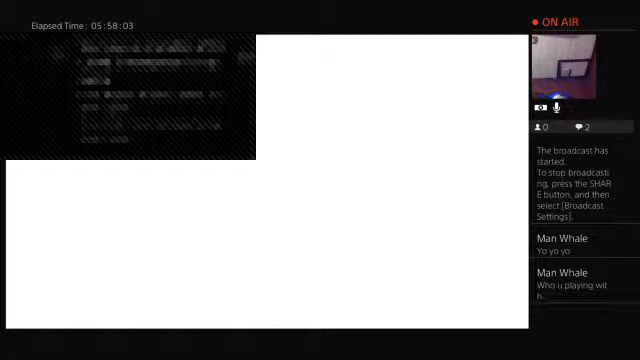 Elapsed Time: 05:58:03
ON AIR
0 2
The broadcast has
started.
To stop broadcasti
ng, press the SHAR
E button, and then
select [Broadcast
Settings].
Man Whale
Yo yo yo
Man Whale
Who u playing wit
h...